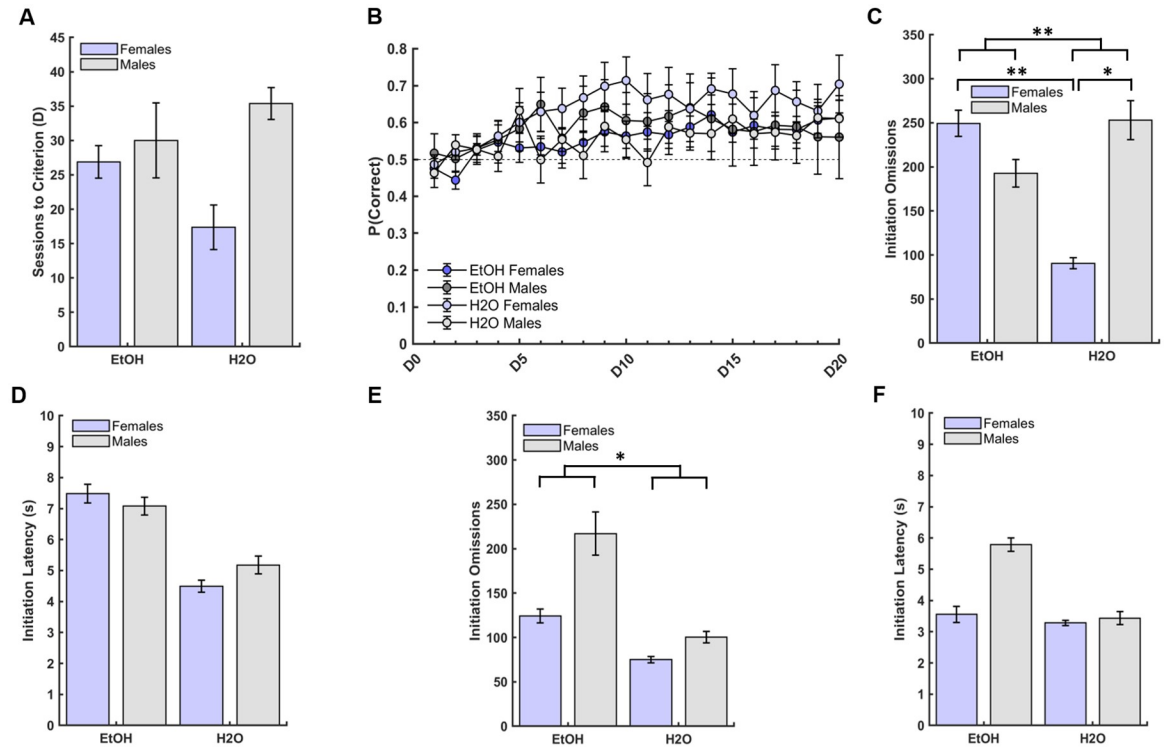 A
Sessions to Criterion (D)
45
40
35
30
25
20
15
10
5
0
Females
Males
EtOH
H2O
B
P(Correct)
0.8
0.7
0.6
0.5
0.4
0.3
0.2
0.1
0
EtOH Females
EtOH Males
H2O Females
H2O Males
D0
D5
D10
D15
D20
C
Initiation Omissions
350
300
250
200
150
100
50
0
**
**
*
Females
Males
EtOH
H2O
D
Initiation Latency (s)
10
9
8
7
6
5
4
3
2
1
0
Females
Males
EtOH
H2O
E
Initiation Omissions
350
300
250
200
150
100
50
0
Females
Males
*
EtOH
H2O
F
Initiation Latency (s)
10
9
8
7
6
5
4
3
2
1
0
Females
Males
EtOH
H2O